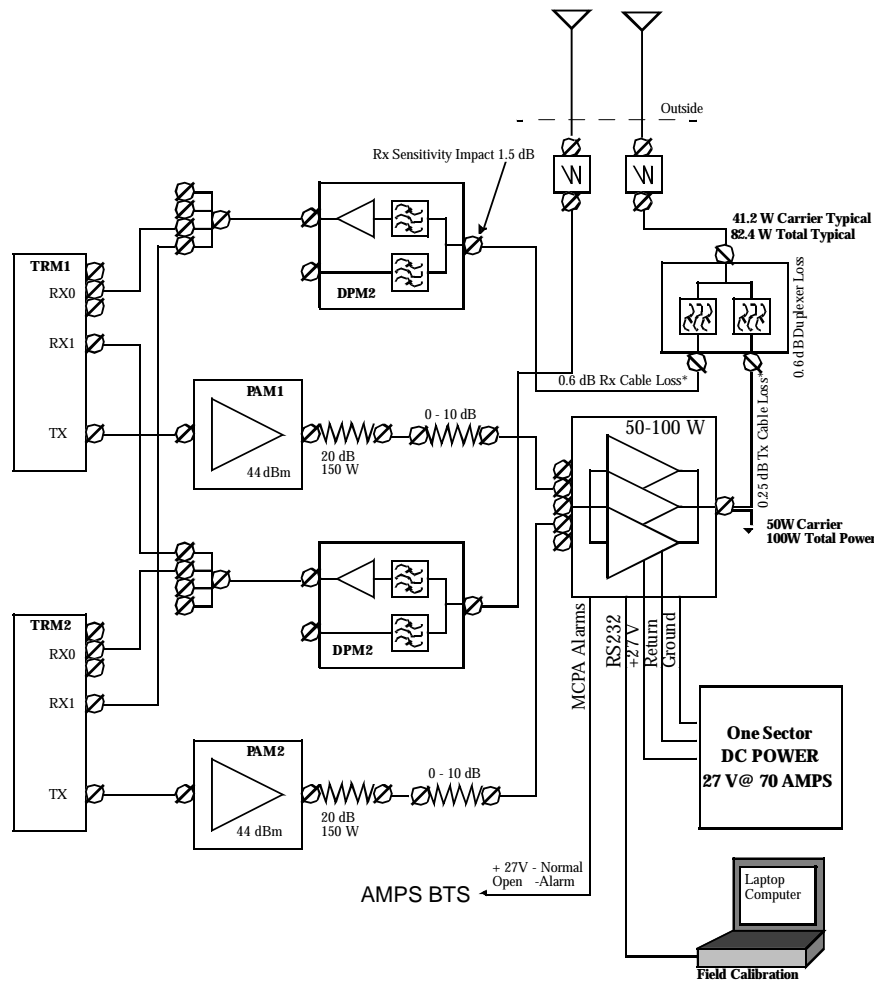 Outside
Rx Sensitivity Impact 1.5 dB
41.2 W Carrier Typical
82.4 W Total Typical
TRM1
RX0
RX1
TX
DPM2
0.6 dB Duplexer Loss
0.6 dB Rx Cable Loss*
0.25 dB Tx Cable Loss*
PAM1
44 dBm
20 dB
150 W
0 - 10 dB
50-100 W
50W Carrier
100W Total Power
TRM2
RX0
RX1
TX
DPM2
MCPA Alarms
RS232
+27 V
Return
Ground
PAM2
44 dBm
20 dB
150 W
0 - 10 dB
One Sector
DC POWER
27 V@ 70 AMPS
+ 27V - Normal
Open -Alarm
AMPS BTS
Laptop
Computer
Field Calibration